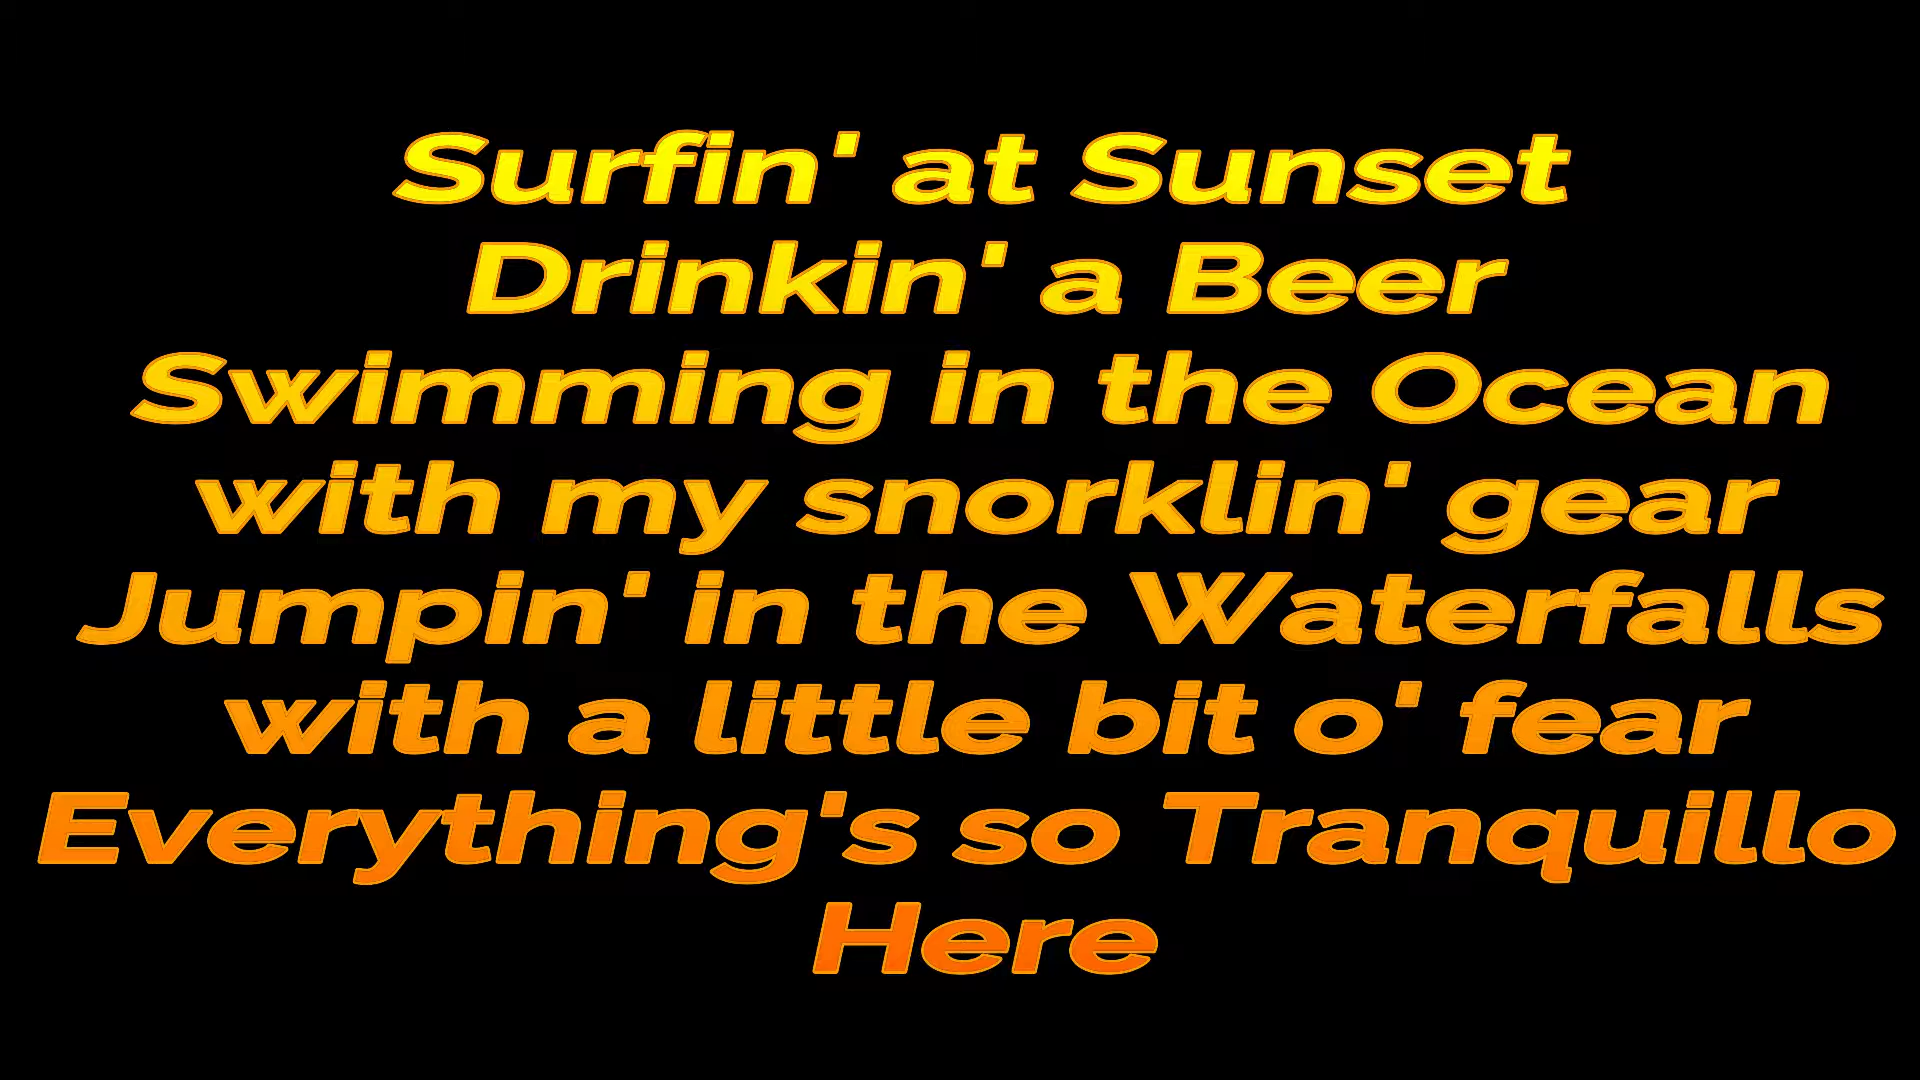 Surfin' at Sunset
Drinkin' a Beer
Swimming in the Ocean
with my snorklin' gear
Jumpin' in the Waterfalls
with a little bit o' fear
Everything's so Tranquillo
Here